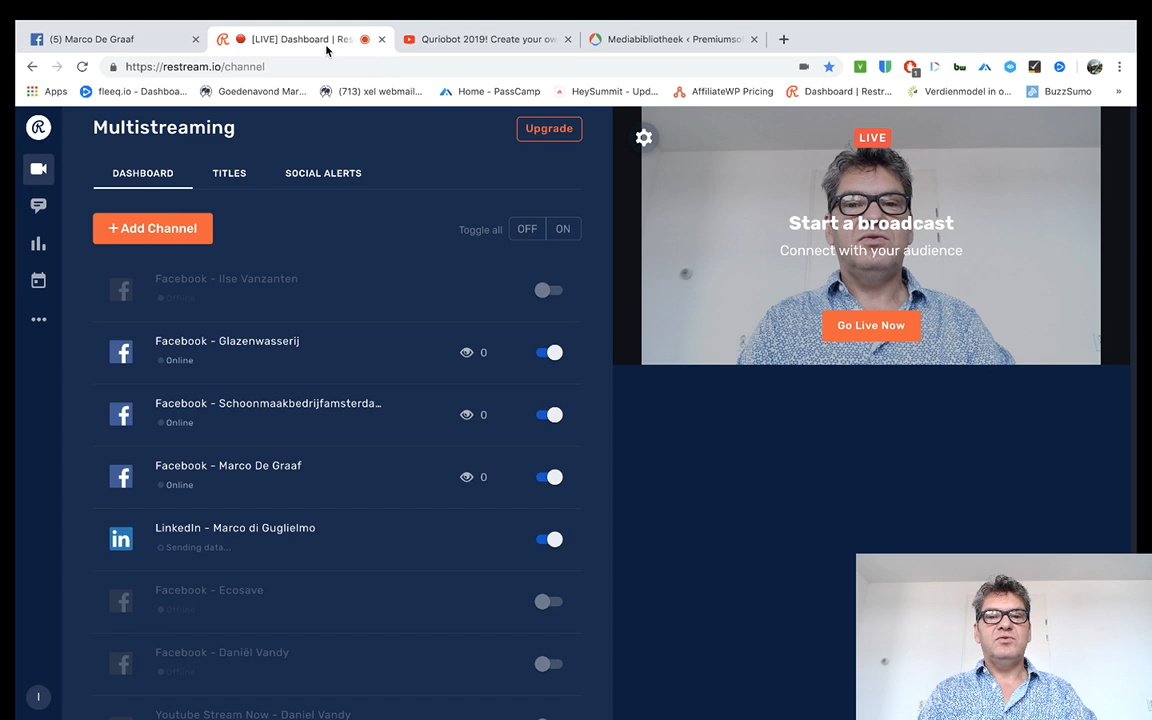 (5) Marco De Graaf
[LIVE] Dashboard | Res
Quriobot 2019! Create your ow
Mediabibliotheek ‹ Premiumsof
https://restream.io/channel
1
Apps
fleeq.io - Dashboa...
Goedenavond Mar...
(713) xel webmail...
Home - PassCamp
HeySummit - Upd...
AffiliateWP Pricing
Dashboard | Restr...
Verdienmodel in o...
BuzzSumo
»
Multistreaming
Upgrade
DASHBOARD
TITLES
SOCIAL ALERTS
+ Add Channel
Toggle all
OFF
ON
Facebook - Ilse Vanzanten
Offline
Facebook - Glazenwasserij
Online
0
Facebook - Schoonmaakbedrijfamsterda...
Online
0
Facebook - Marco De Graaf
Online
0
LinkedIn - Marco di Guglielmo
Sending data...
Facebook - Ecosave
Offline
Facebook - Daniël Vandy
Offline
Youtube Stream Now - Daniel Vandy
I
LIVE
Start a broadcast
Connect with your audience
Go Live Now